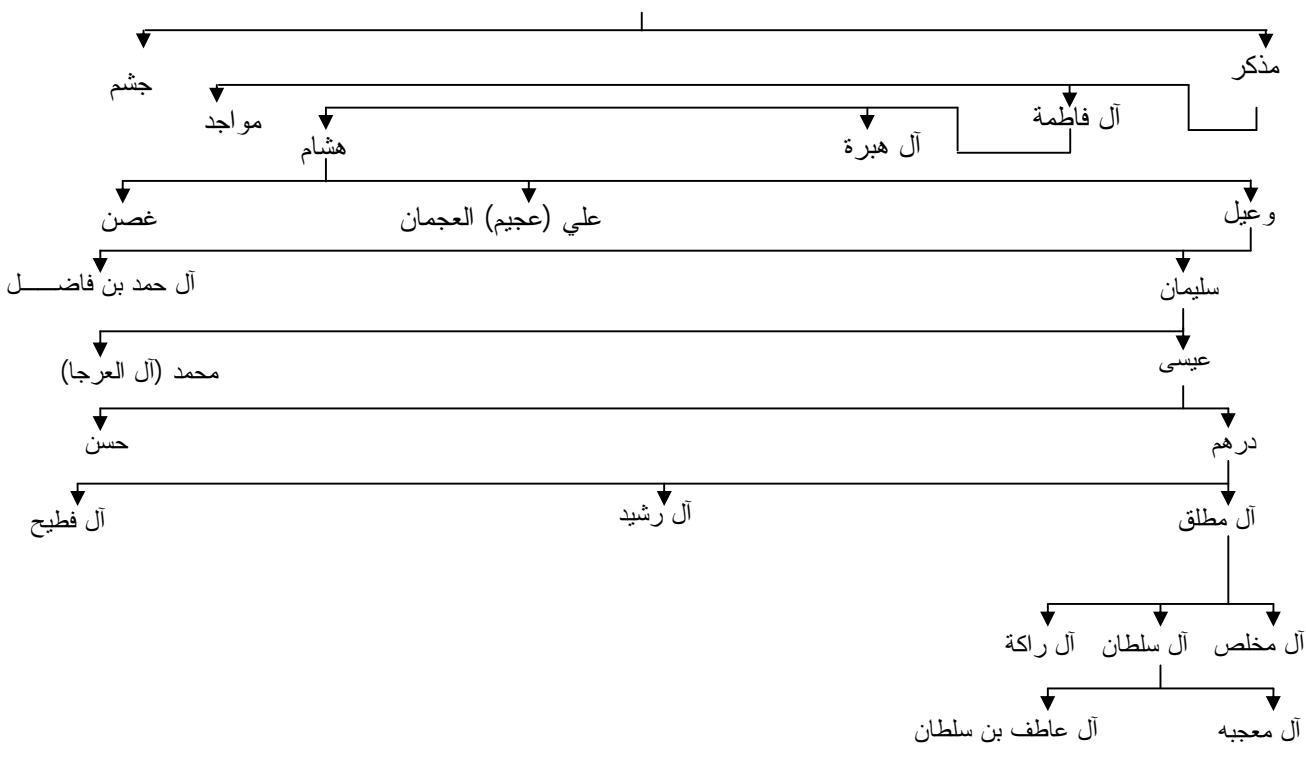 مذكر
جشم
آل فاطمة
مواجد
آل هبرة
هشام
وعيل
علي (عجيم) العجمان
غصن
سليمان
آل حمد بن فاضــــــل
عيسى
محمد (آل العرجا)
درهم
حسن
آل مطلق
آل رشيد
آل فطيح
آل مخلص
آل سلطان
آل راكة
آل معجبه
آل عاطف بن سلطان